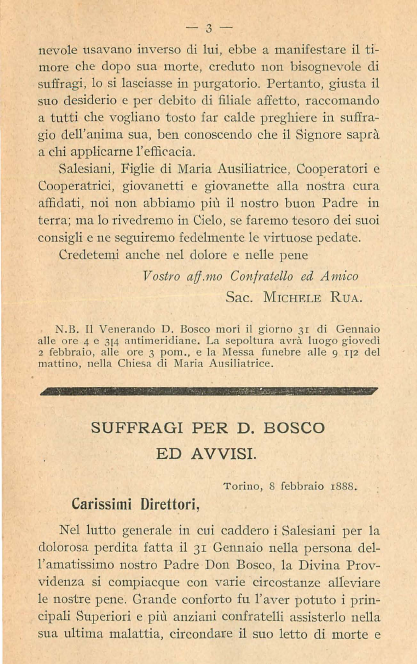 — 3 —
nevole usavano inverso di lui, ebbe a manifestare il ti-
more che dopo sua morte, creduto non bisognevole di
suffragi, lo si lasciasse in purgatorio. Pertanto, giusta il
suo desiderio e per debito di filiale affetto, raccomando
a tutti che vogliano tosto far calde preghiere in suffra-
gio dell'anima sua, ben conoscendo che il Signore saprà
a chi applicarne l'efficacia.
Salesiani, Figlie di Maria Ausiliatrice, Cooperatori e
Cooperatrici, giovanetti e giovanette alla nostra cura
affidati, noi non abbiamo più il nostro buon Padre in
terra; ma lo rivedremo in Cielo, se faremo tesoro dei suoi
consigli e ne seguiremo fedelmente le virtuose pedate.
Credetemi anche nel dolore e nelle pene
Vostro aff.mo Confratello ed Amico
Sac. Michele Rua.
N.B. Il Venerando D. Bosco morì il giorno 31 di Gennaio
alle ore 4 e 3|4 antimeridiane. La sepoltura avrà luogo giovedì
2 febbraio, alle ore 3 pom., e la Messa funebre alle 9 1|2 del
mattino, nella Chiesa di Maria Ausiliatrice.
SUFFRAGI PER D. BOSCO
ED AVVISI.
Torino, 8 febbraio 1888.
Carissimi Direttori,
Nel lutto generale in cui caddero i Salesiani per la
dolorosa perdita fatta il 31 Gennaio nella persona del-
l'amatissimo nostro Padre Don Bosco, la Divina Prov-
videnza si compiacque con varie circostanze alleviare
le nostre pene. Grande conforto fu l'aver potuto i prin-
cipali Superiori e più anziani confratelli assisterlo nella
sua ultima malattia, circondare il suo letto di morte e